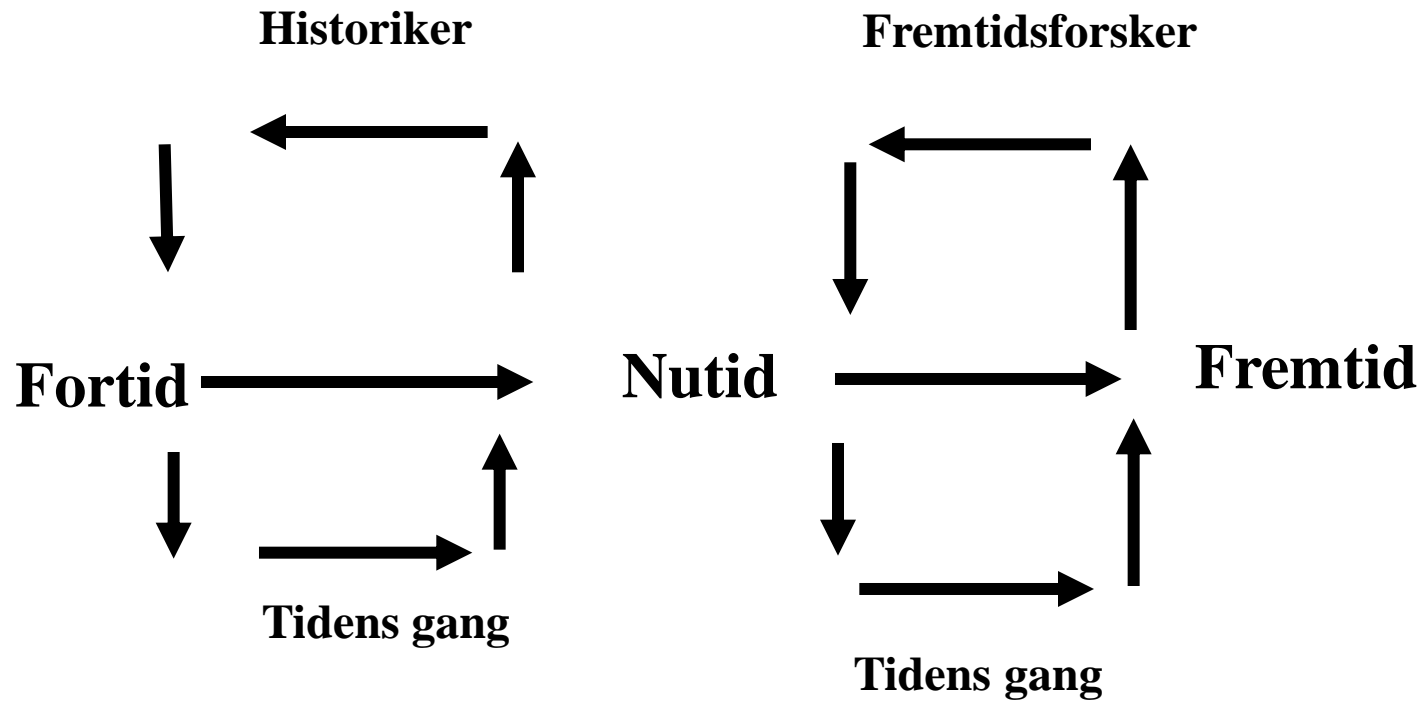 Historiker
Fremtidsforsker
Fortid
Nutid
Fremtid
Tidens gang
Tidens gang